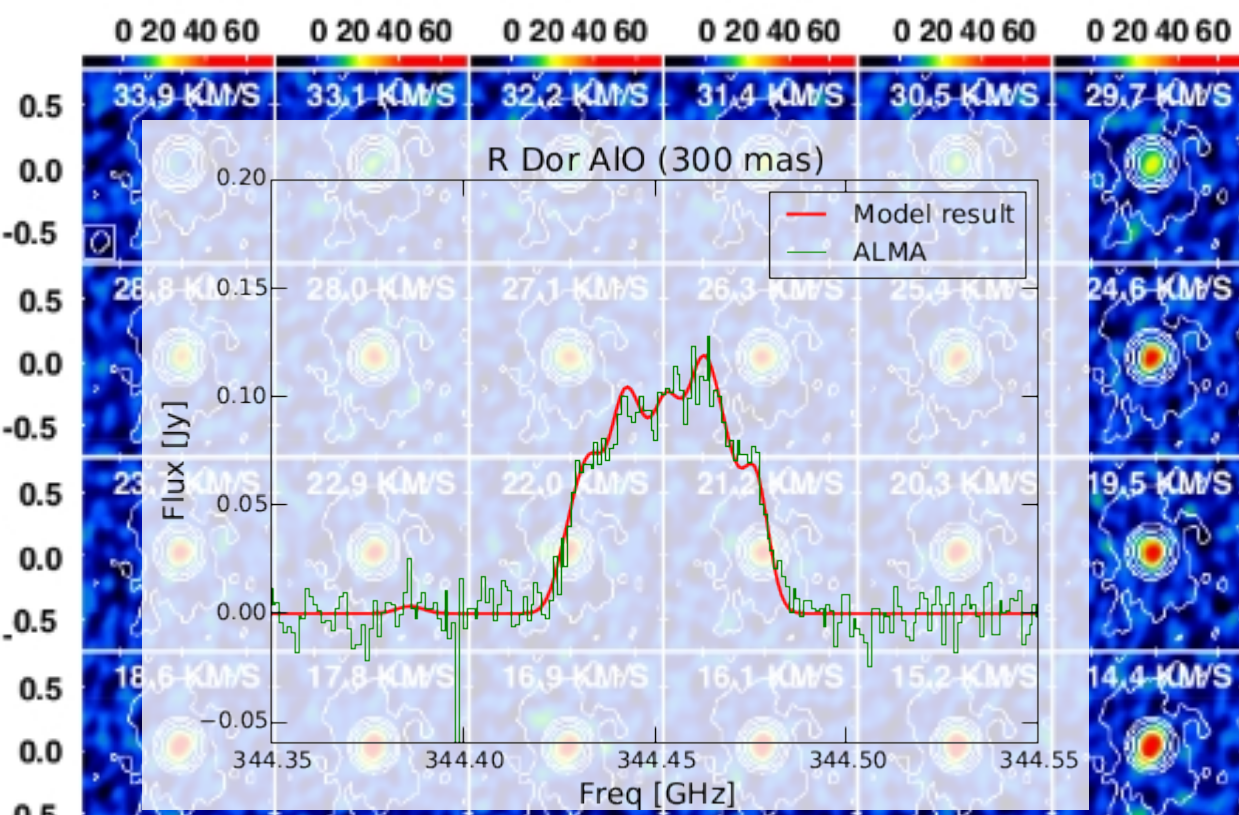 0 20 40 60 0 20 40 60 0 20 40 60 0 20 40 60 0 20 40 60 0 20 40 60
0.5 33.9 KM/S 33.1 KM/S 32.2 KM/S 31.4 KM/S 30.5 KM/S 29.7 KM/S
0.0
-0.5
R Dor AlO (300 mas)
0.20
Model result
ALMA
0.5 28.8 KM/S 0.15 28.0 KM/S 27.1 KM/S 26.3 KM/S 25.4 KM/S 24.6 KM/S
0.0
-0.5
0.10
Flux [Jy]
0.5 23. KM/S 22.9 KM/S 22.0 KM/S 21.2 KM/S 20.3 KM/S 19.5 KM/S
0.05
0.0
-0.5
0.00
0.5 18.6 KM/S 17.8 KM/S 16.9 KM/S 16.1 KM/S 15.2 KM/S 14.4 KM/S
0.0
−0.05
344.35 344.40 344.45 344.50 344.55
Freq [GHz]